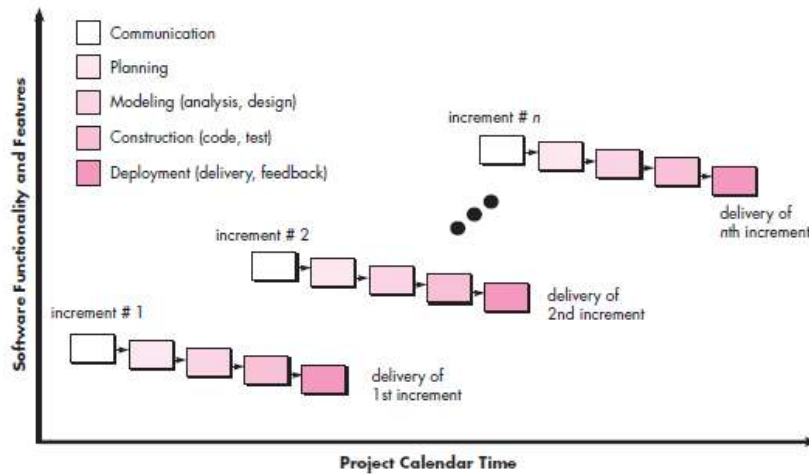 Communication
Planning
Modeling (analysis, design)
Construction (code, test)
Deployment (delivery, feedback)
Software Functionality and Features
increment # n
delivery of
nth increment
increment # 2
delivery of
2nd increment
increment # 1
delivery of
1st increment
Project Calendar Time